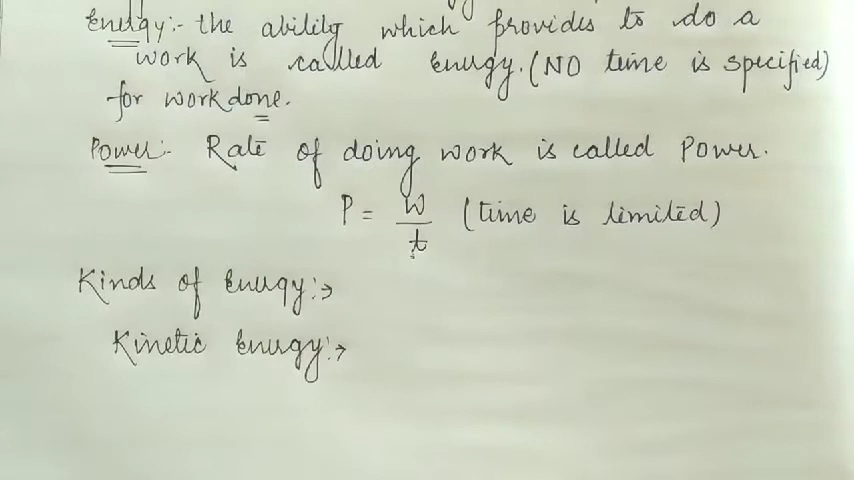 Energy:- the ability which provides to do a
work is called energy. (NO time is specified)
for work done.
Power:- Rate of doing work is called Power.
P = W/t (time is limited)
Kinds of Energy:→
Kinetic Energy:→